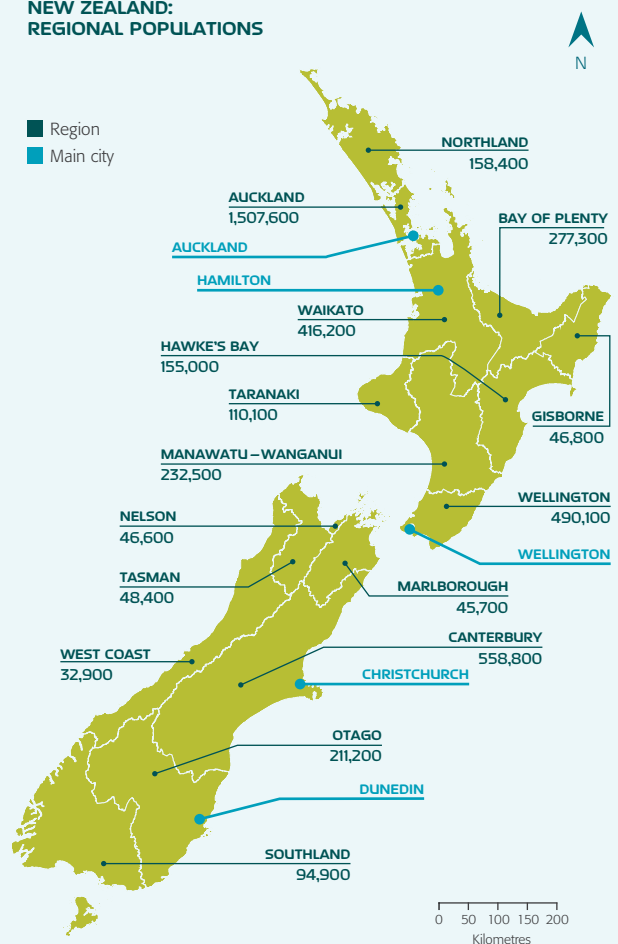 NEW ZEALAND:
REGIONAL POPULATIONS
N
Region
Main city
NORTHLAND
158,400
AUCKLAND
1,507,600
BAY OF PLENTY
277,300
AUCKLAND
HAMILTON
WAIKATO
416,200
HAWKE'S BAY
155,000
TARANAKI
110,100
GISBORNE
46,800
MANAWATU–WANGANUI
232,500
WELLINGTON
490,100
NELSON
46,600
WELLINGTON
TASMAN
48,400
MARLBOROUGH
45,700
CANTERBURY
558,800
WEST COAST
32,900
CHRISTCHURCH
OTAGO
211,200
DUNEDIN
SOUTHLAND
94,900
0 50 100 150 200
Kilometres